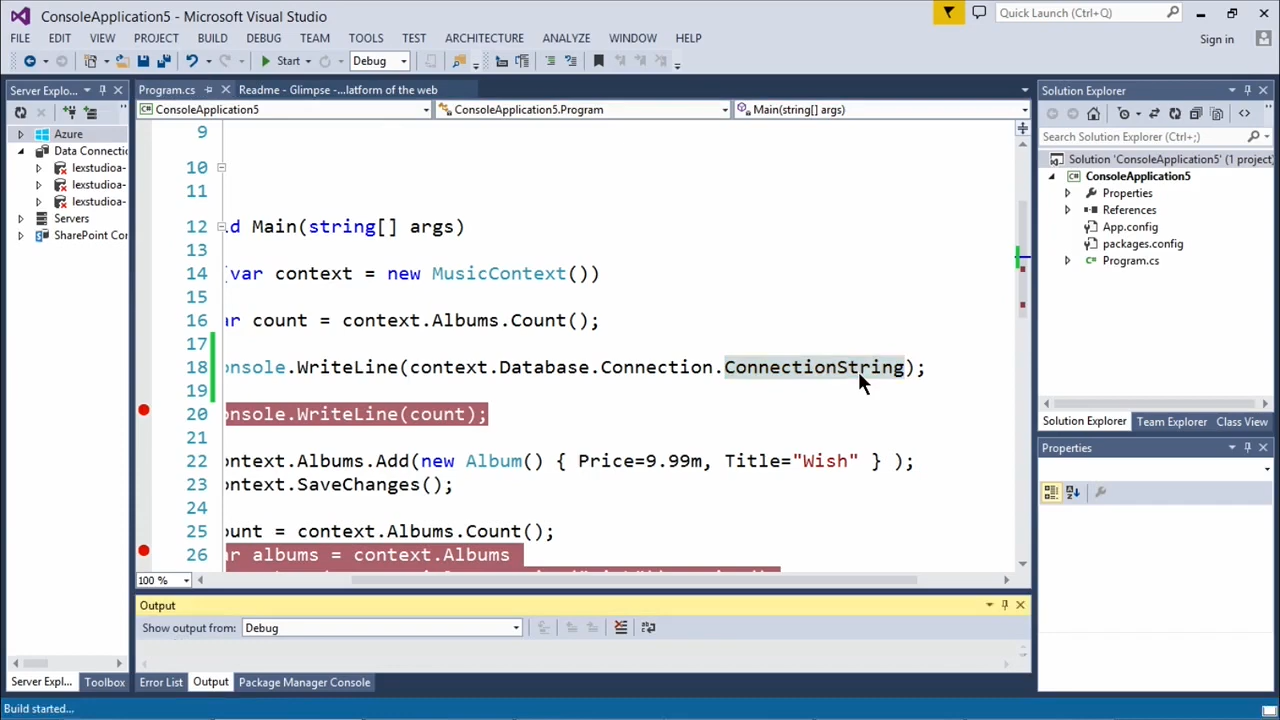 ConsoleApplication5 - Microsoft Visual Studio
Quick Launch (Ctrl+Q)
FILE EDIT VIEW PROJECT BUILD DEBUG TEAM TOOLS TEST ARCHITECTURE ANALYZE WINDOW HELP
Sign in
Start
Debug
Server Explo...
Azure
Data Connectio
lexstudioa-
lexstudioa-
lexstudioa-
Servers
SharePoint Cor
Server Expl...
Toolbox
Program.cs
Readme - Glimpse -...latform of the web
ConsoleApplication5
ConsoleApplication5.Program
Main(string[] args)
9
10
11
12 d Main(string[] args)
13
14 (var context = new MusicContext())
15
16 ar count = context.Albums.Count();
17
18 onsole.WriteLine(context.Database.Connection.ConnectionString);
19
20 onsole.WriteLine(count);
21
22 ontext.Albums.Add(new Album() { Price=9.99m, Title="Wish" } );
23 ontext.SaveChanges();
24
25 ount = context.Albums.Count();
26 ar albums = context.Albums
100 %
Output
Show output from: Debug
Error List
Output
Package Manager Console
Solution Explorer
Search Solution Explorer (Ctrl+;)
Solution 'ConsoleApplication5' (1 project)
ConsoleApplication5
Properties
References
App.config
packages.config
Program.cs
Solution Explorer
Team Explorer
Class View
Properties
Build started...